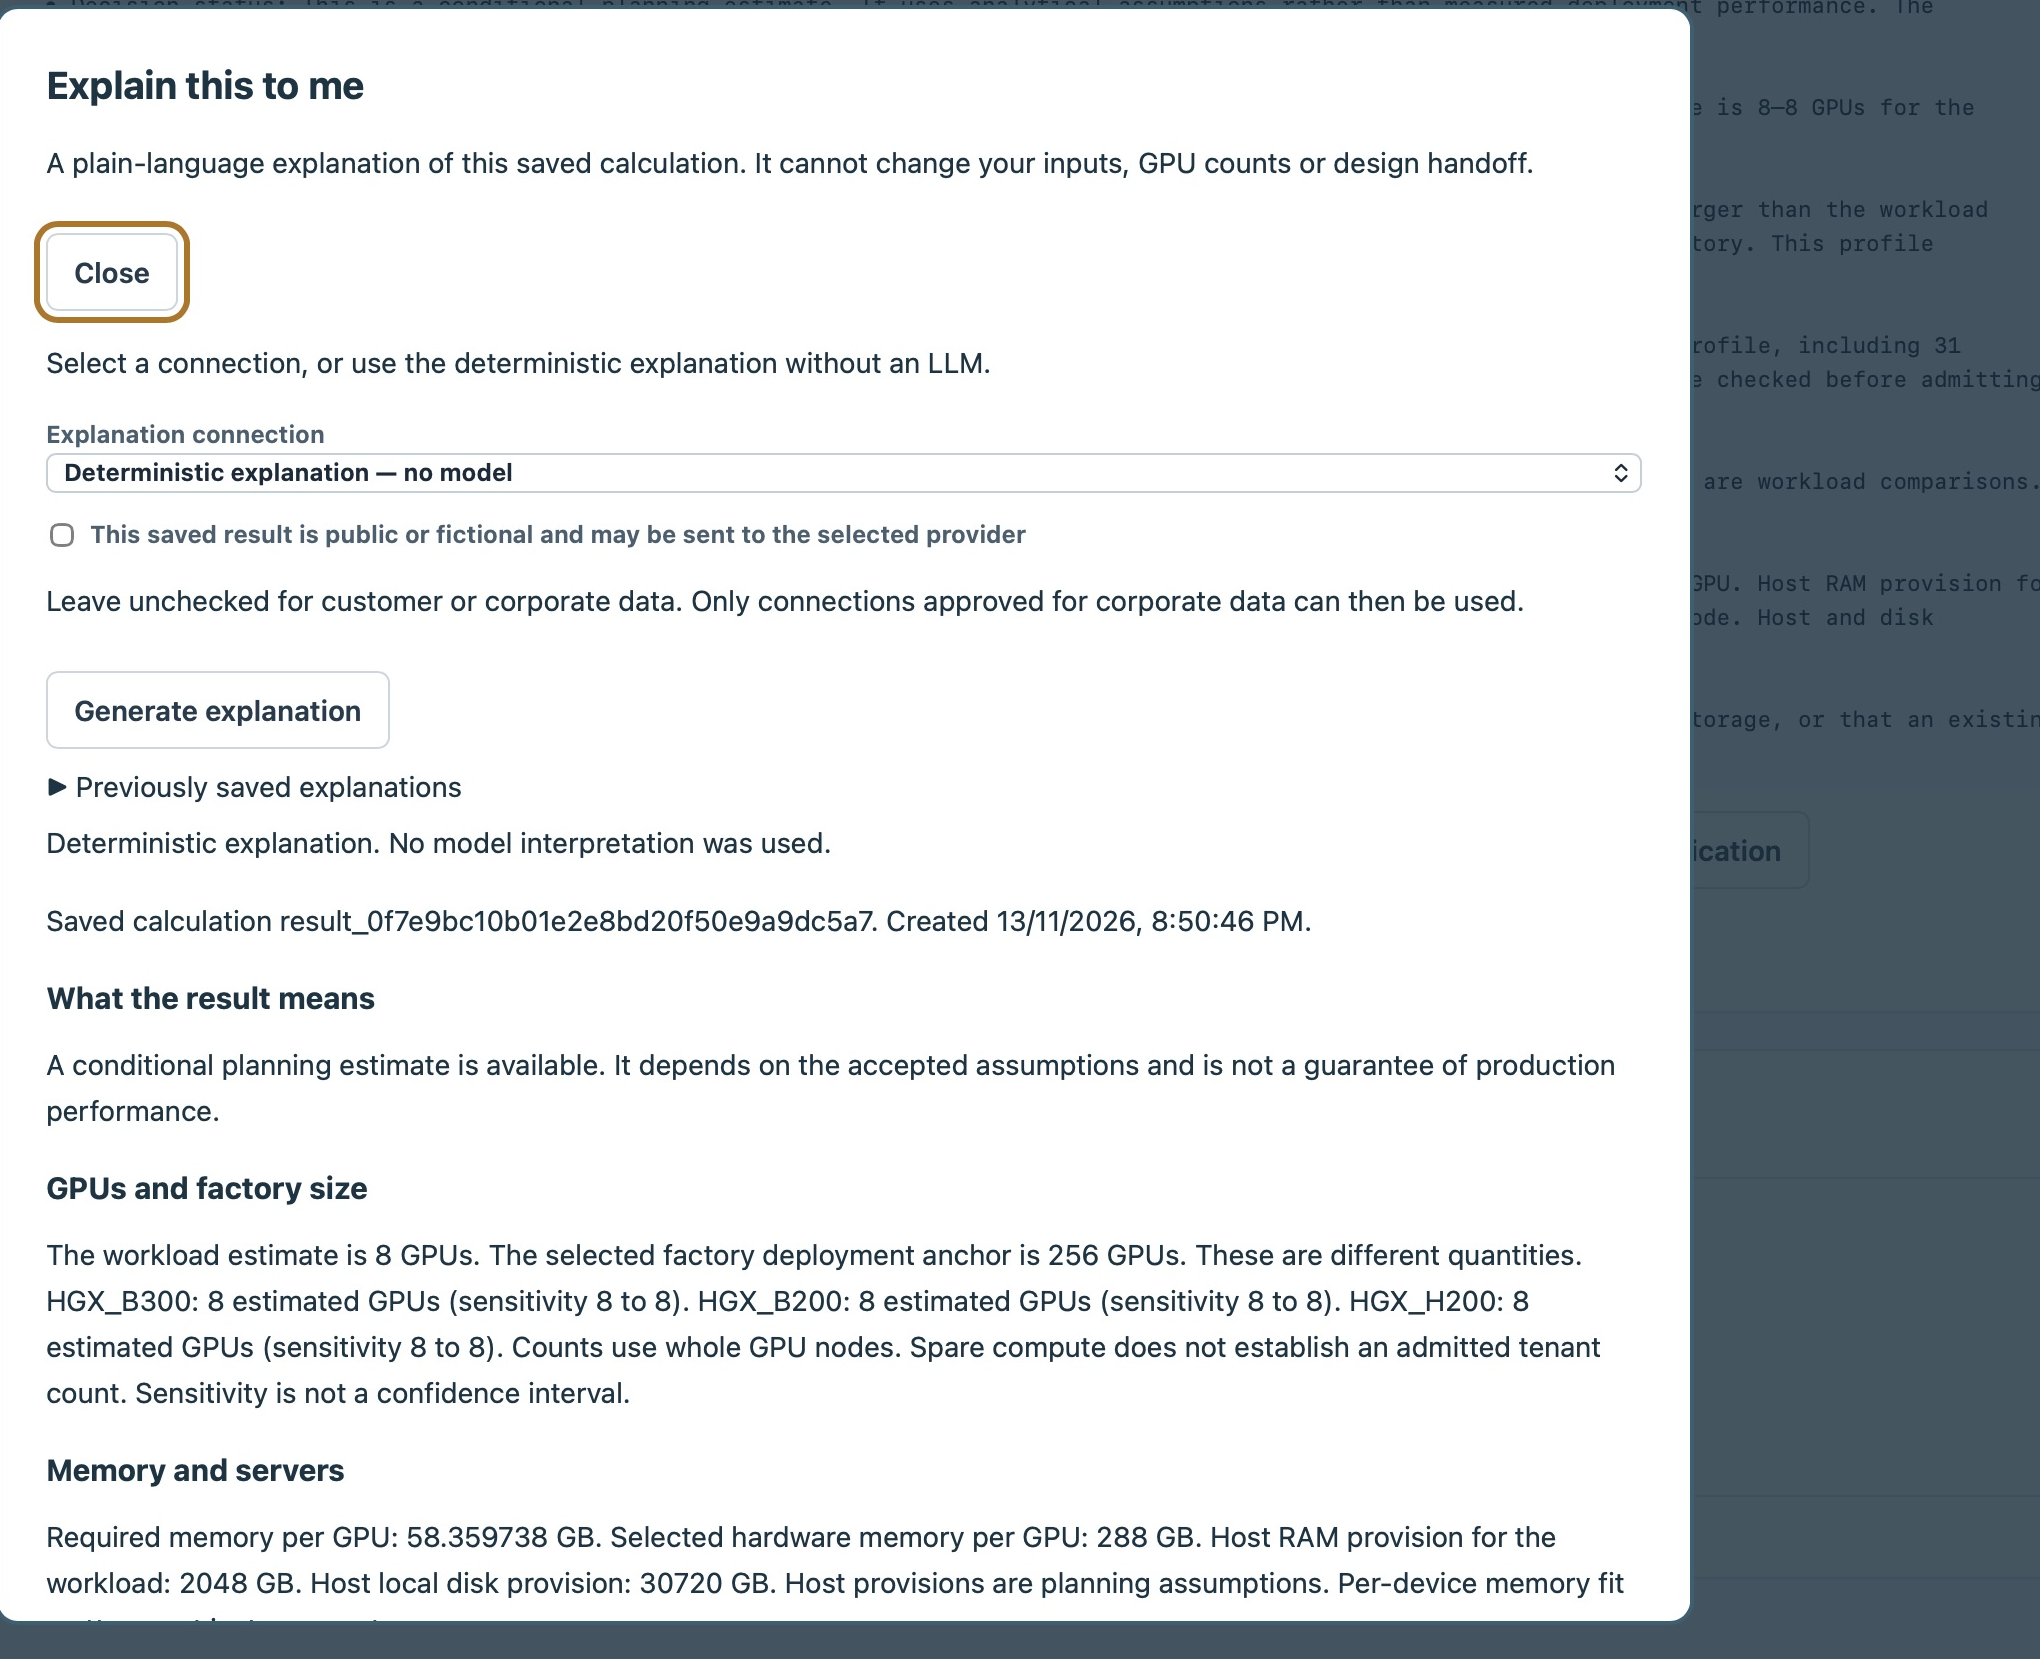 performance. The
Explain this to me
A plain-language explanation of this saved calculation. It cannot change your inputs, GPU counts or design handoff.
is 8–8 GPUs for the
Close
than the workload
This profile
Select a connection, or use the deterministic explanation without an LLM.
including 31
checked before admitting
Explanation connection
Deterministic explanation — no model
are workload comparisons.
This saved result is public or fictional and may be sent to the selected provider
Leave unchecked for customer or corporate data. Only connections approved for corporate data can then be used.
GPU. Host RAM provision
Host and disk
Generate explanation
or that an
Previously saved explanations
Deterministic explanation. No model interpretation was used.
Saved calculation result_0f7e9bc10b01e2e8bd20f50e9a9dc5a7. Created 13/11/2026, 8:50:46 PM.
What the result means
A conditional planning estimate is available. It depends on the accepted assumptions and is not a guarantee of production
performance.
GPUs and factory size
The workload estimate is 8 GPUs. The selected factory deployment anchor is 256 GPUs. These are different quantities.
HGX_B300: 8 estimated GPUs (sensitivity 8 to 8). HGX_B200: 8 estimated GPUs (sensitivity 8 to 8). HGX_H200: 8
estimated GPUs (sensitivity 8 to 8). Counts use whole GPU nodes. Spare compute does not establish an admitted tenant
count. Sensitivity is not a confidence interval.
Memory and servers
Required memory per GPU: 58.359738 GB. Selected hardware memory per GPU: 288 GB. Host RAM provision for the
workload: 2048 GB. Host local disk provision: 30720 GB. Host provisions are planning assumptions. Per-device memory fit